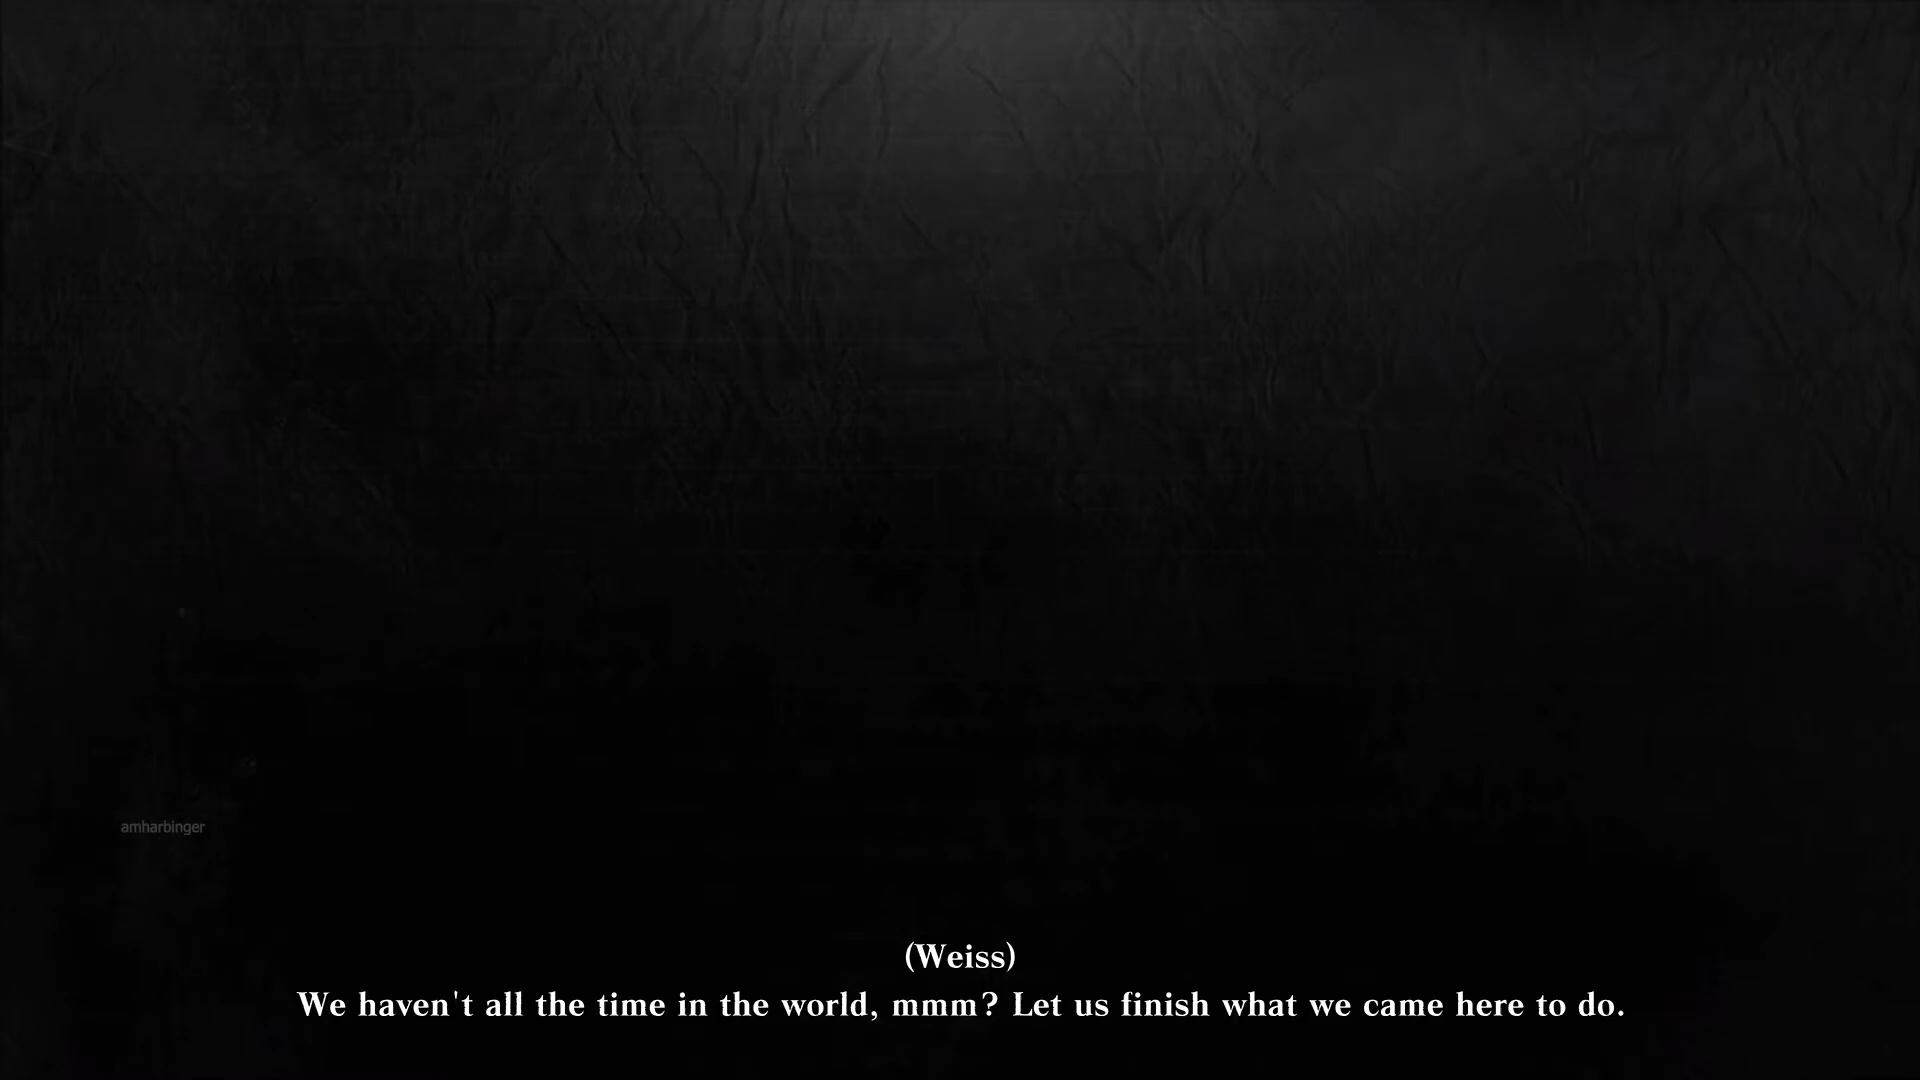 amharbinger
(Weiss)
We haven't all the time in the world, mmm? Let us finish what we came here to do.